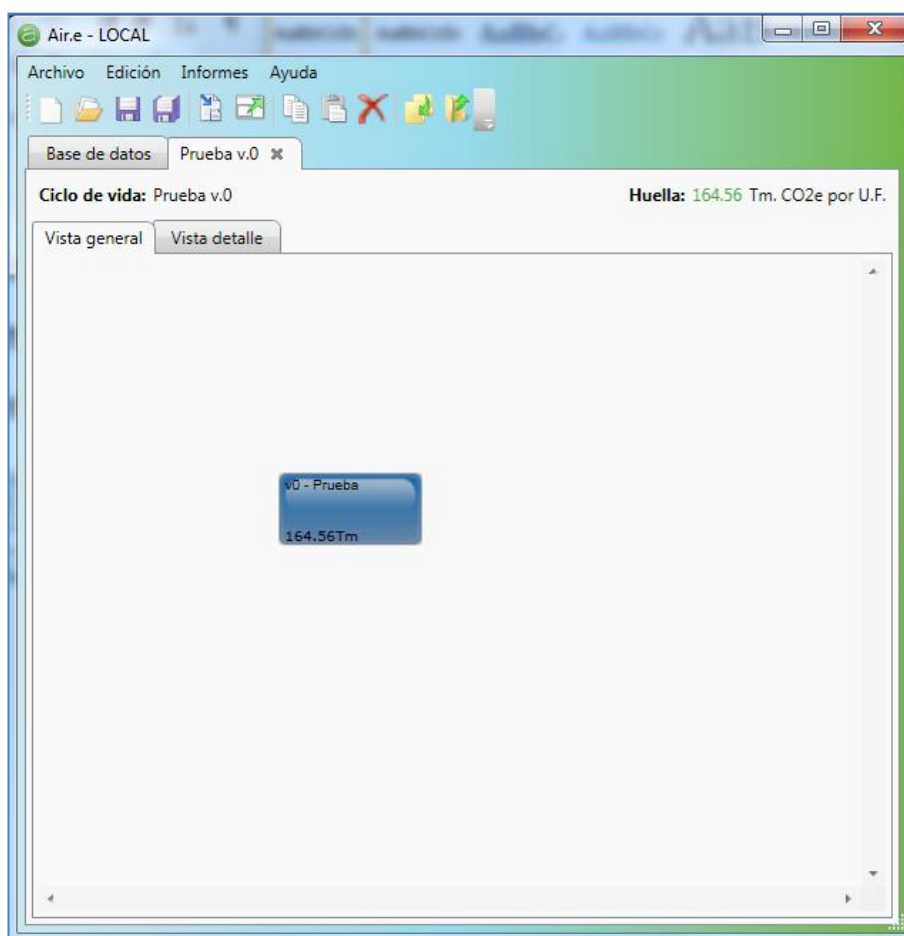 Air.e - LOCAL
Archivo Edición Informes Ayuda
Base de datos Prueba v.0
Ciclo de vida: Prueba v.0 Huella: 164.56 Tm. CO2e por U.F.
Vista general Vista detalle
v0 - Prueba
164.56Tm